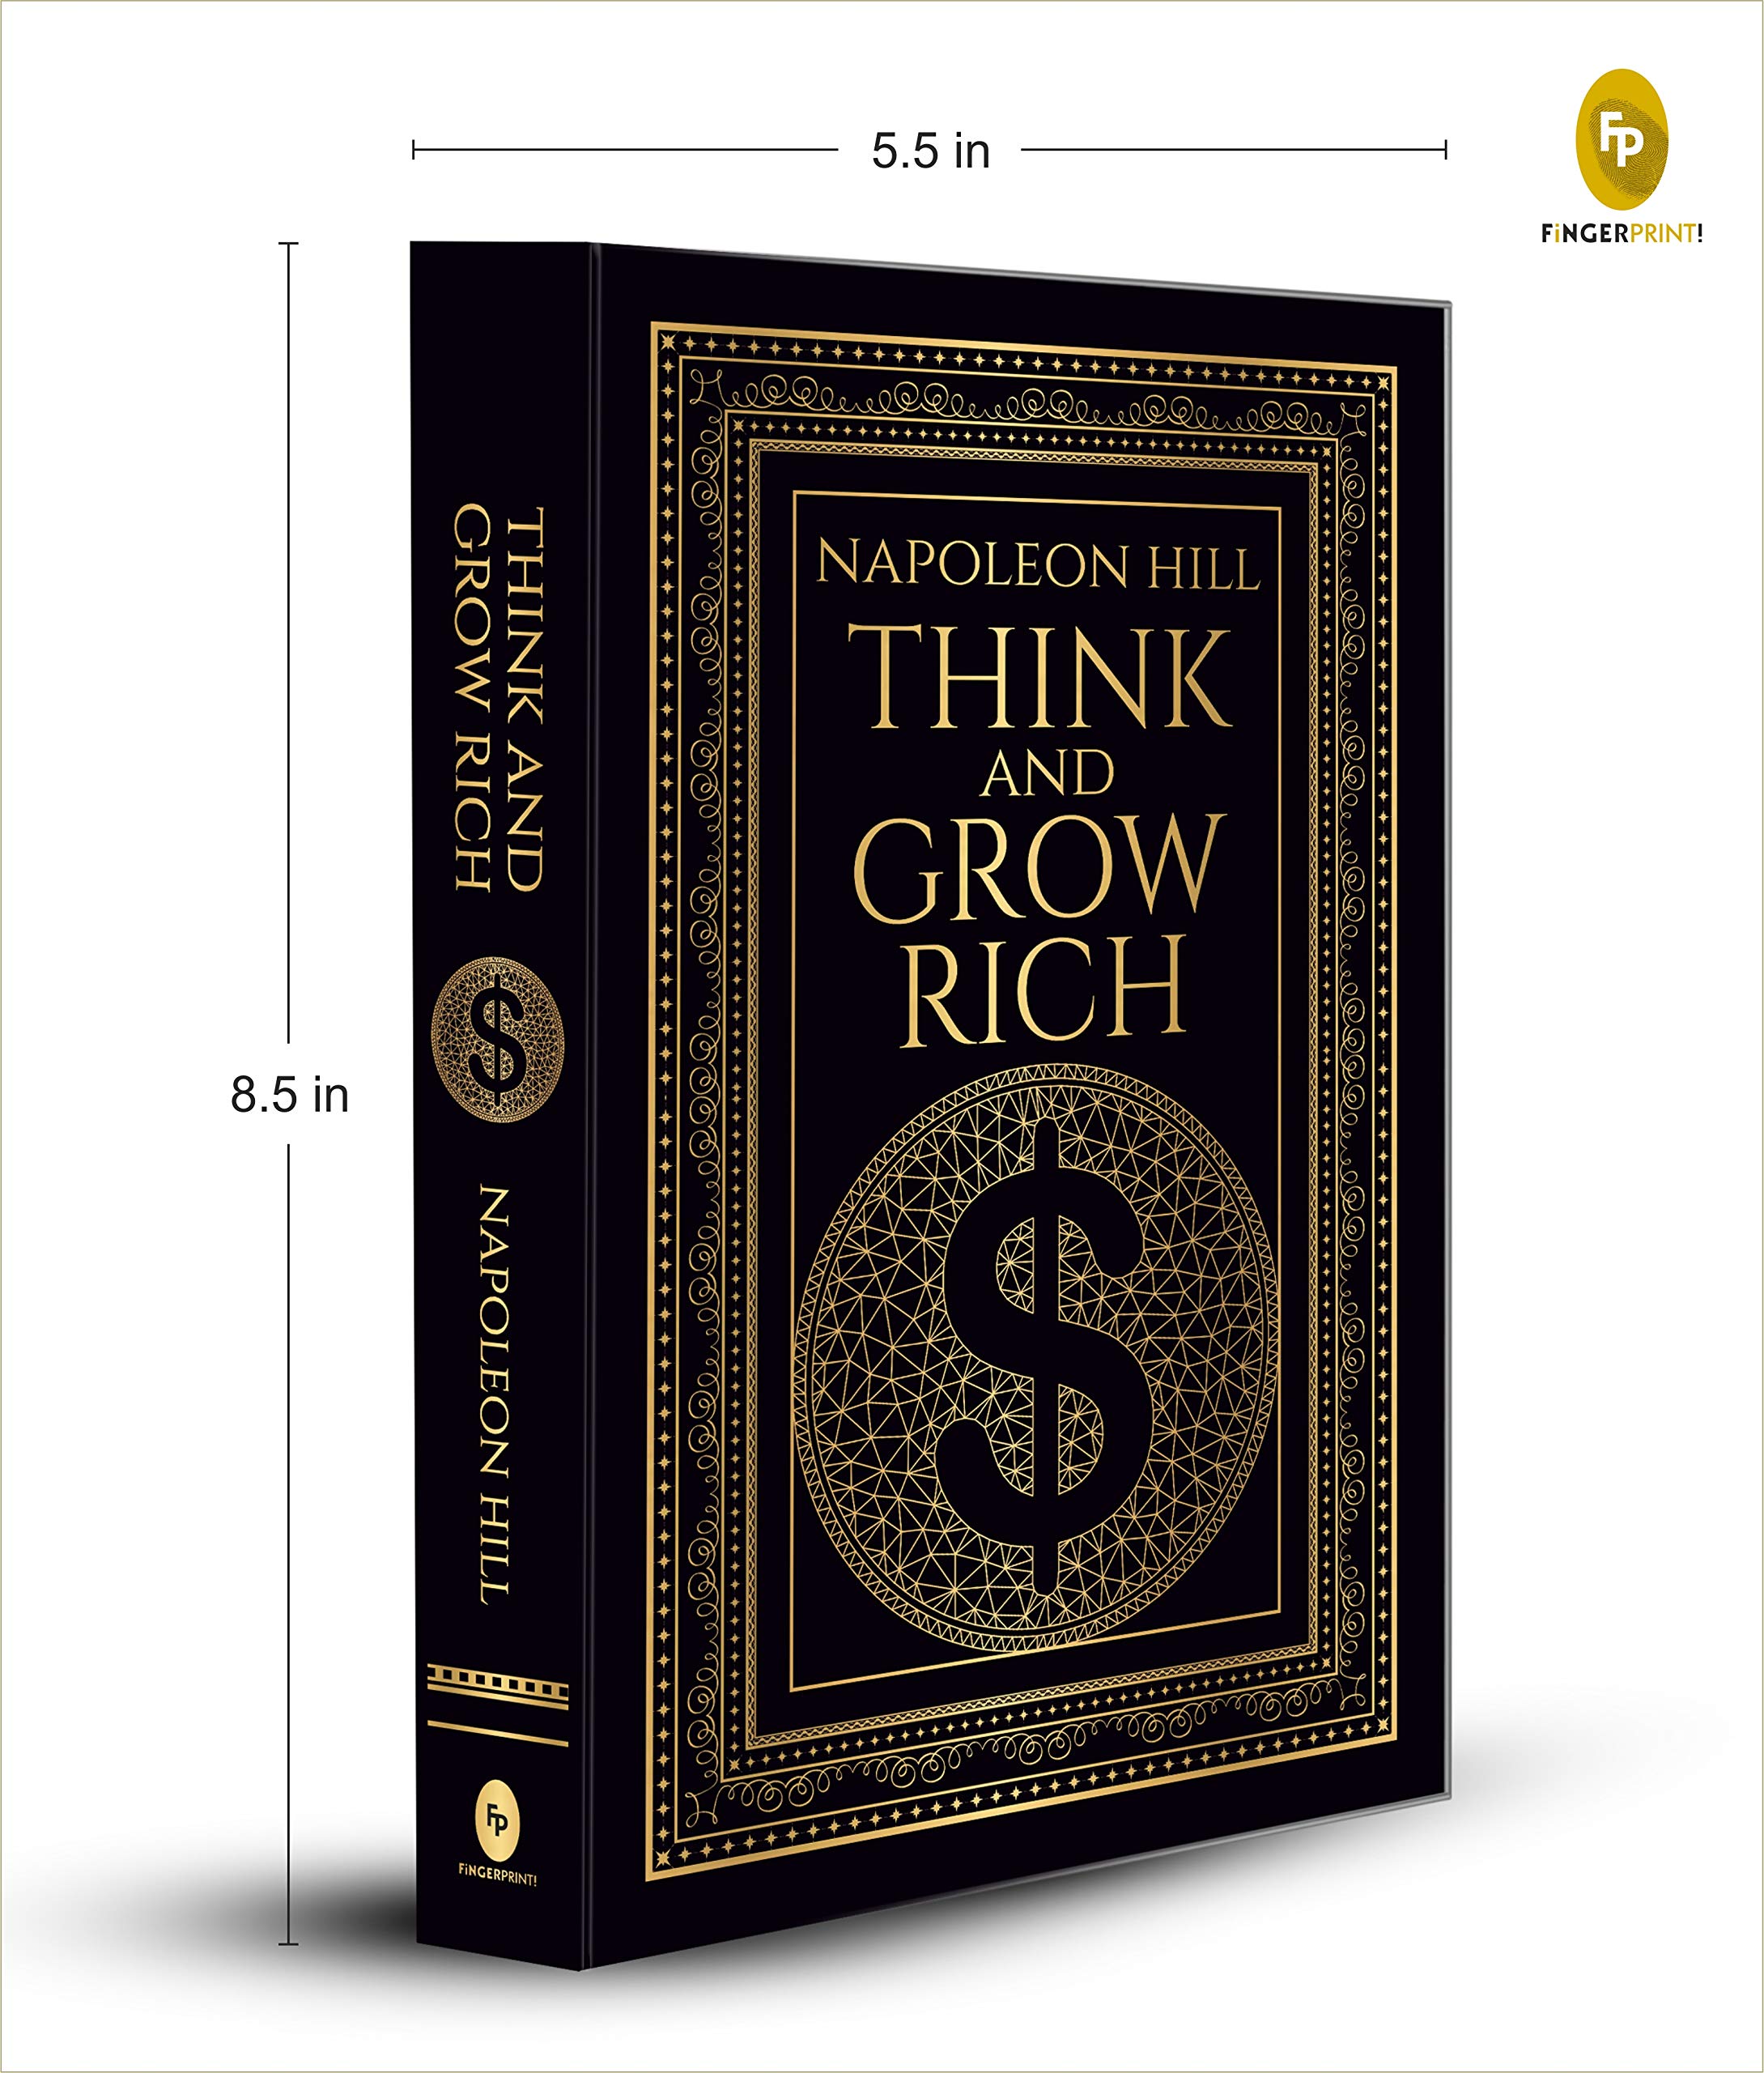 5.5 in
FP
FiNGERPRINT!
8.5 in
THINK AND
GROW RICH
$
NAPOLEON HILL
FP
FiNGERPRINT!
NAPOLEON HILL
THINK
AND
GROW
RICH
$